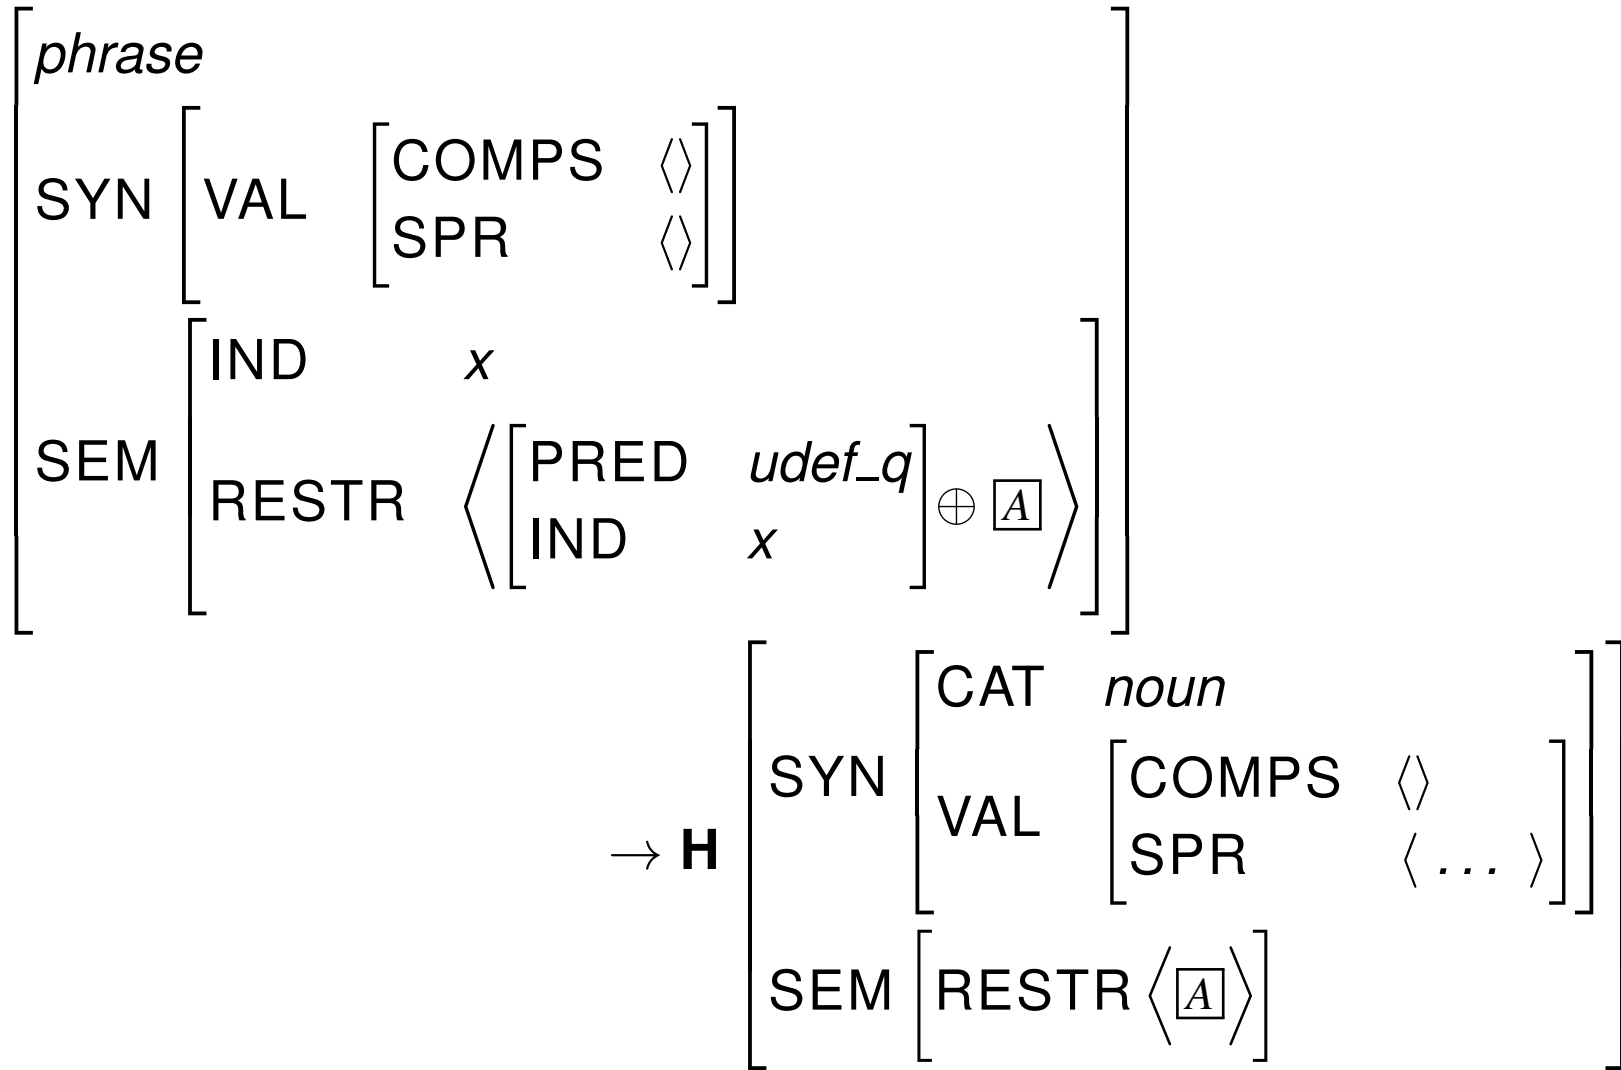 phrase
COMPS ⟨⟩
SYN VAL
SPR ⟨⟩
IND x
PRED udef_q
SEM RESTR ⟨ ⊕ A ⟩
IND x
CAT noun
SYN COMPS ⟨⟩
VAL
SPR ⟨ ... ⟩
→ H
SEM [RESTR ⟨A⟩]